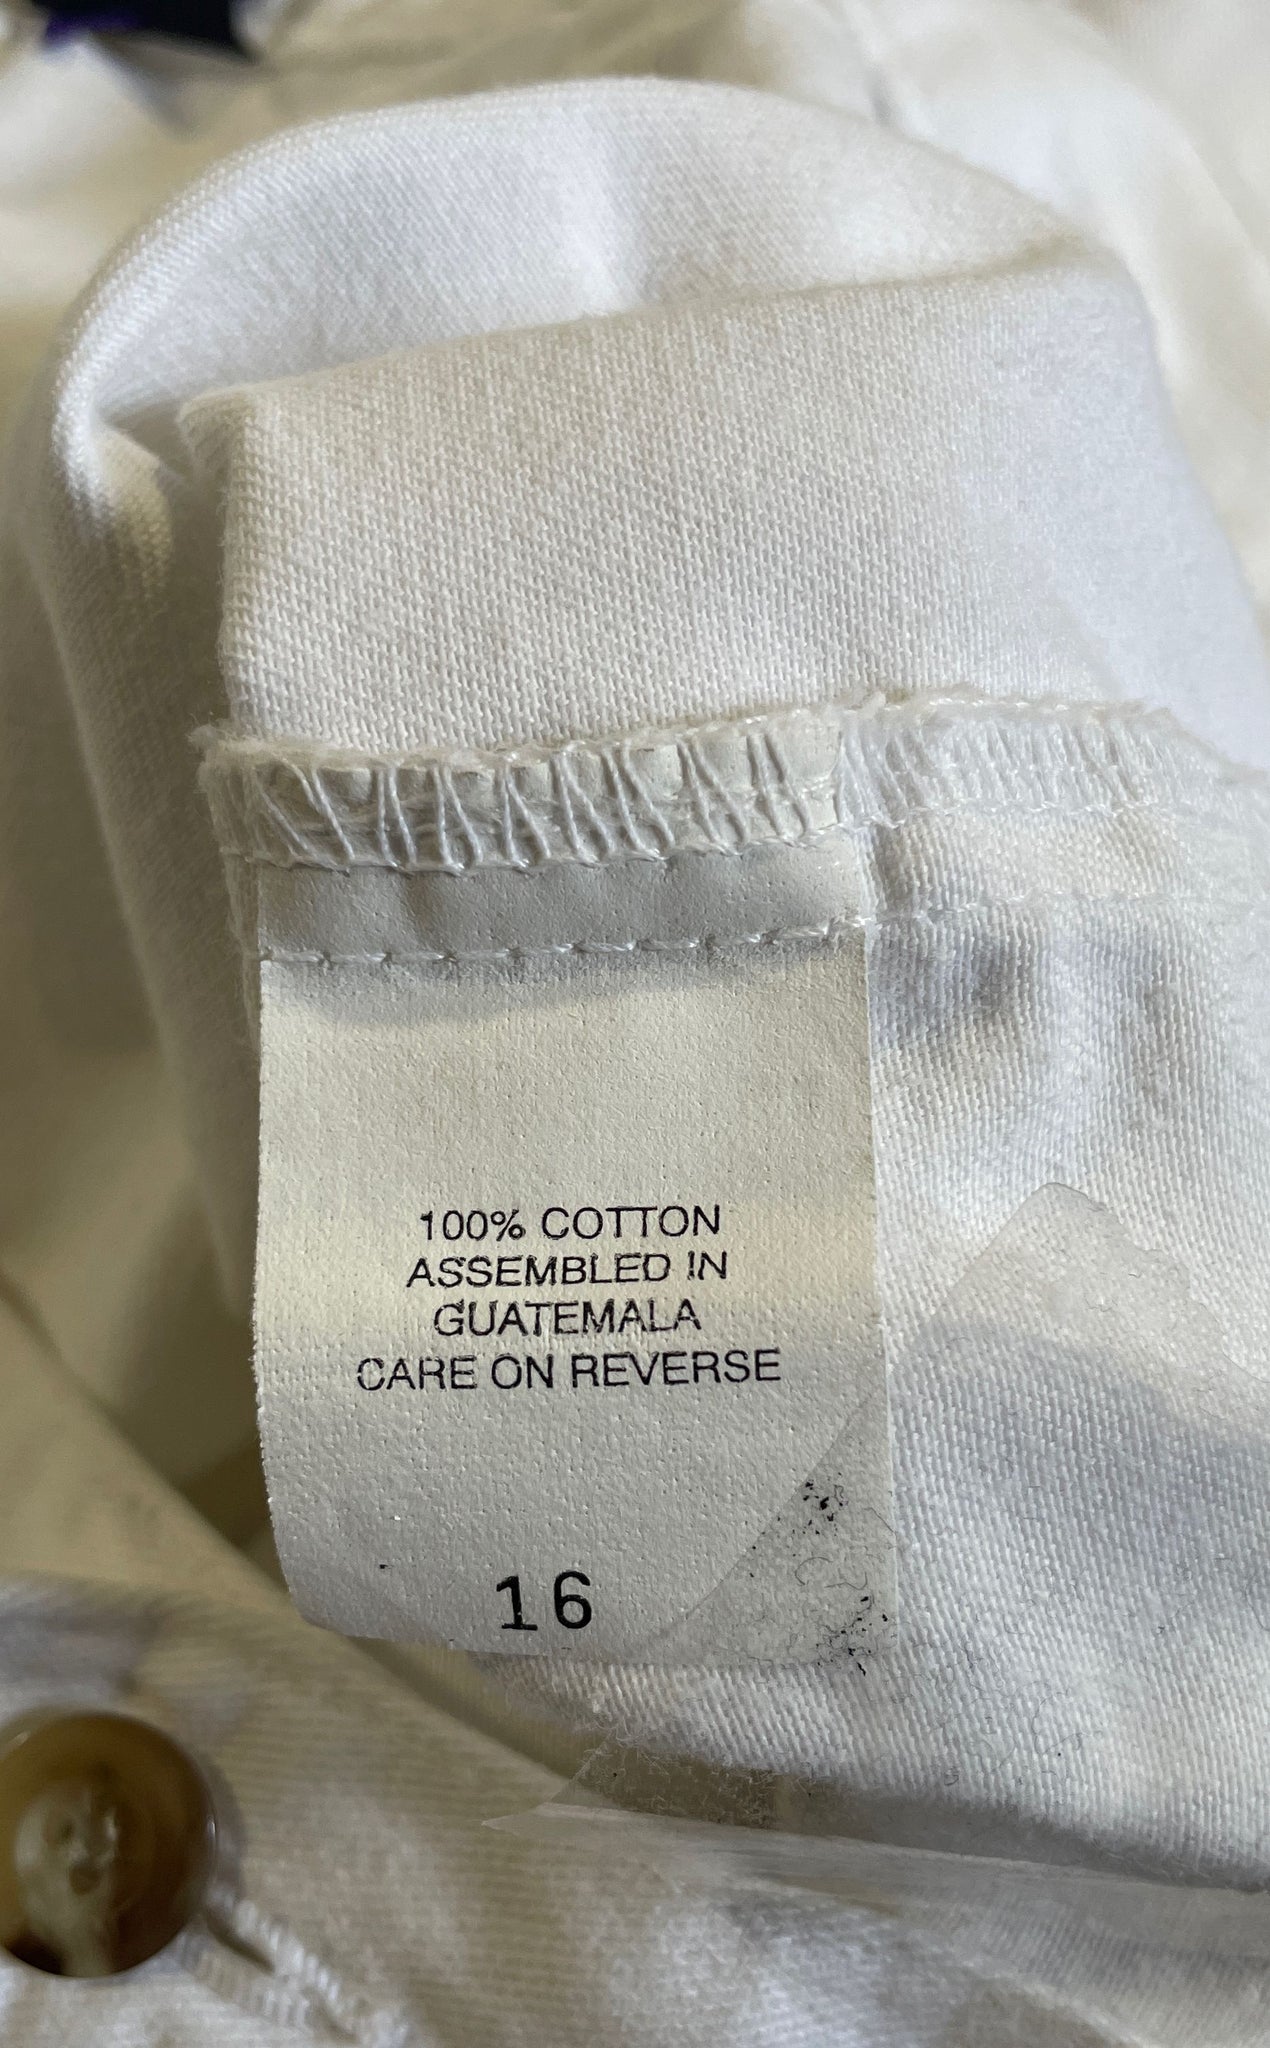 100% COTTON
ASSEMBLED IN
GUATEMALA
CARE ON REVERSE
16